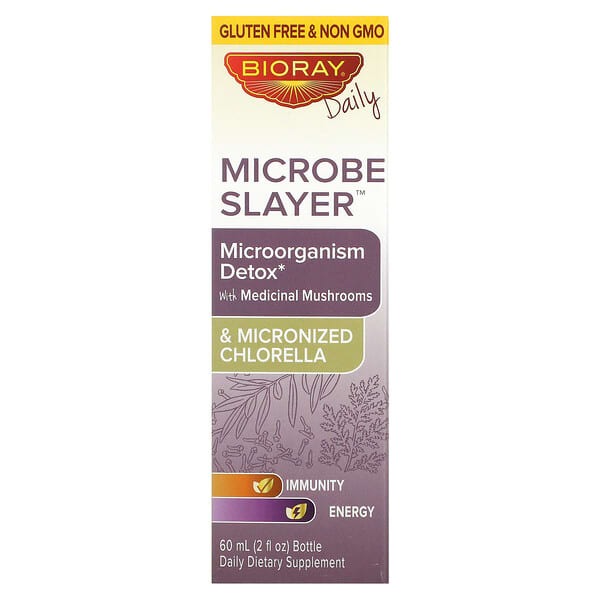 GLUTEN FREE & NON GMO
BIORAY®
Daily
MICROBE
SLAYER™
Microorganism
Detox*
With Medicinal Mushrooms
& MICRONIZED
CHLORELLA
IMMUNITY
ENERGY
60 mL (2 fl oz) Bottle
Daily Dietary Supplement